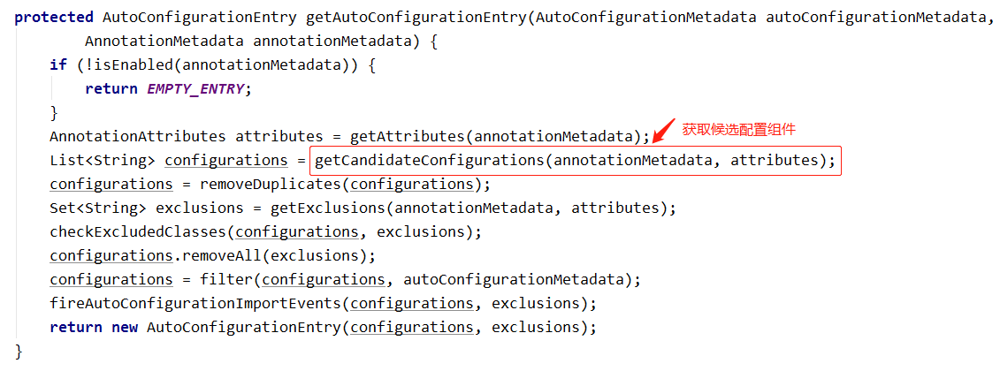 protected AutoConfigurationEntry getAutoConfigurationEntry(AutoConfigurationMetadata autoConfigurationMetadata,
        AnnotationMetadata annotationMetadata) {
    if (!isEnabled(annotationMetadata)) {
        return EMPTY_ENTRY;
    }
    AnnotationAttributes attributes = getAttributes(annotationMetadata); 获取候选配置组件
    List<String> configurations = getCandidateConfigurations(annotationMetadata, attributes);
    configurations = removeDuplicates(configurations);
    Set<String> exclusions = getExclusions(annotationMetadata, attributes);
    checkExcludedClasses(configurations, exclusions);
    configurations.removeAll(exclusions);
    configurations = filter(configurations, autoConfigurationMetadata);
    fireAutoConfigurationImportEvents(configurations, exclusions);
    return new AutoConfigurationEntry(configurations, exclusions);
}